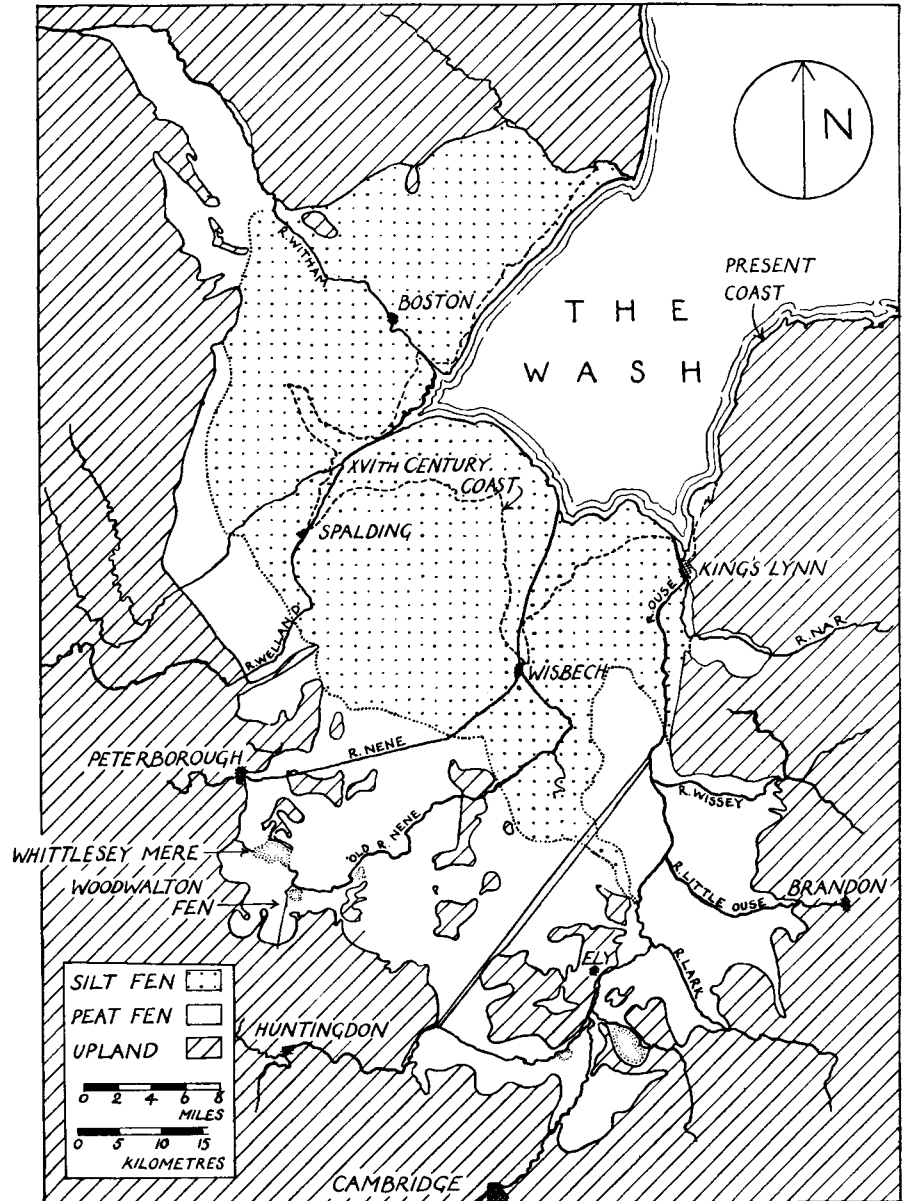 N
R. WITHAM
BOSTON
PRESENT
COAST
THE
WASH
XVITH CENTURY
COAST
SPALDING
KING'S LYNN
R. OUSE
R. NAR
R. WELLAND
WISBECH
R. NENE
PETERBOROUGH
R. WISSEY
WHITTLESEY MERE
OLD R. NENE
WOODWALTON
FEN
R. LITTLE OUSE
BRANDON
ELY
R. LARK
SILT FEN
PEAT FEN
UPLAND
HUNTINGDON
0 2 4 6 8
MILES
0 5 10 15
KILOMETRES
CAMBRIDGE